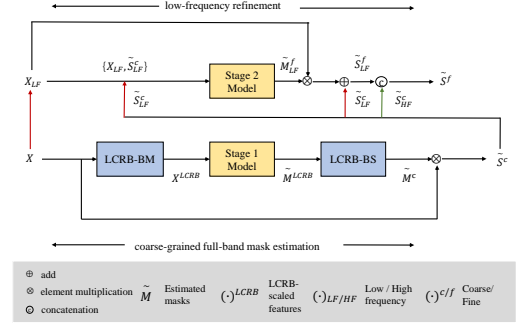 low-frequency refinement
X_LF {X_LF, S̃^c_LF} Stage 2 Model M̃^f_LF ⊗ ⊕ S̃^f_LF © S̃^f
S̃^c_LF S̃^c_LF S̃^c_HF
X LCRB-BM X^LCRB Stage 1 Model M̃^LCRB LCRB-BS M̃^c ⊗ S̃^c
coarse-grained full-band mask estimation
⊕ add
⊗ element multiplication
© concatenation
M̃ Estimated masks
(·)^LCRB LCRB-scaled features
(·)_LF/HF Low / High frequency
(·)^c/f Coarse/ Fine